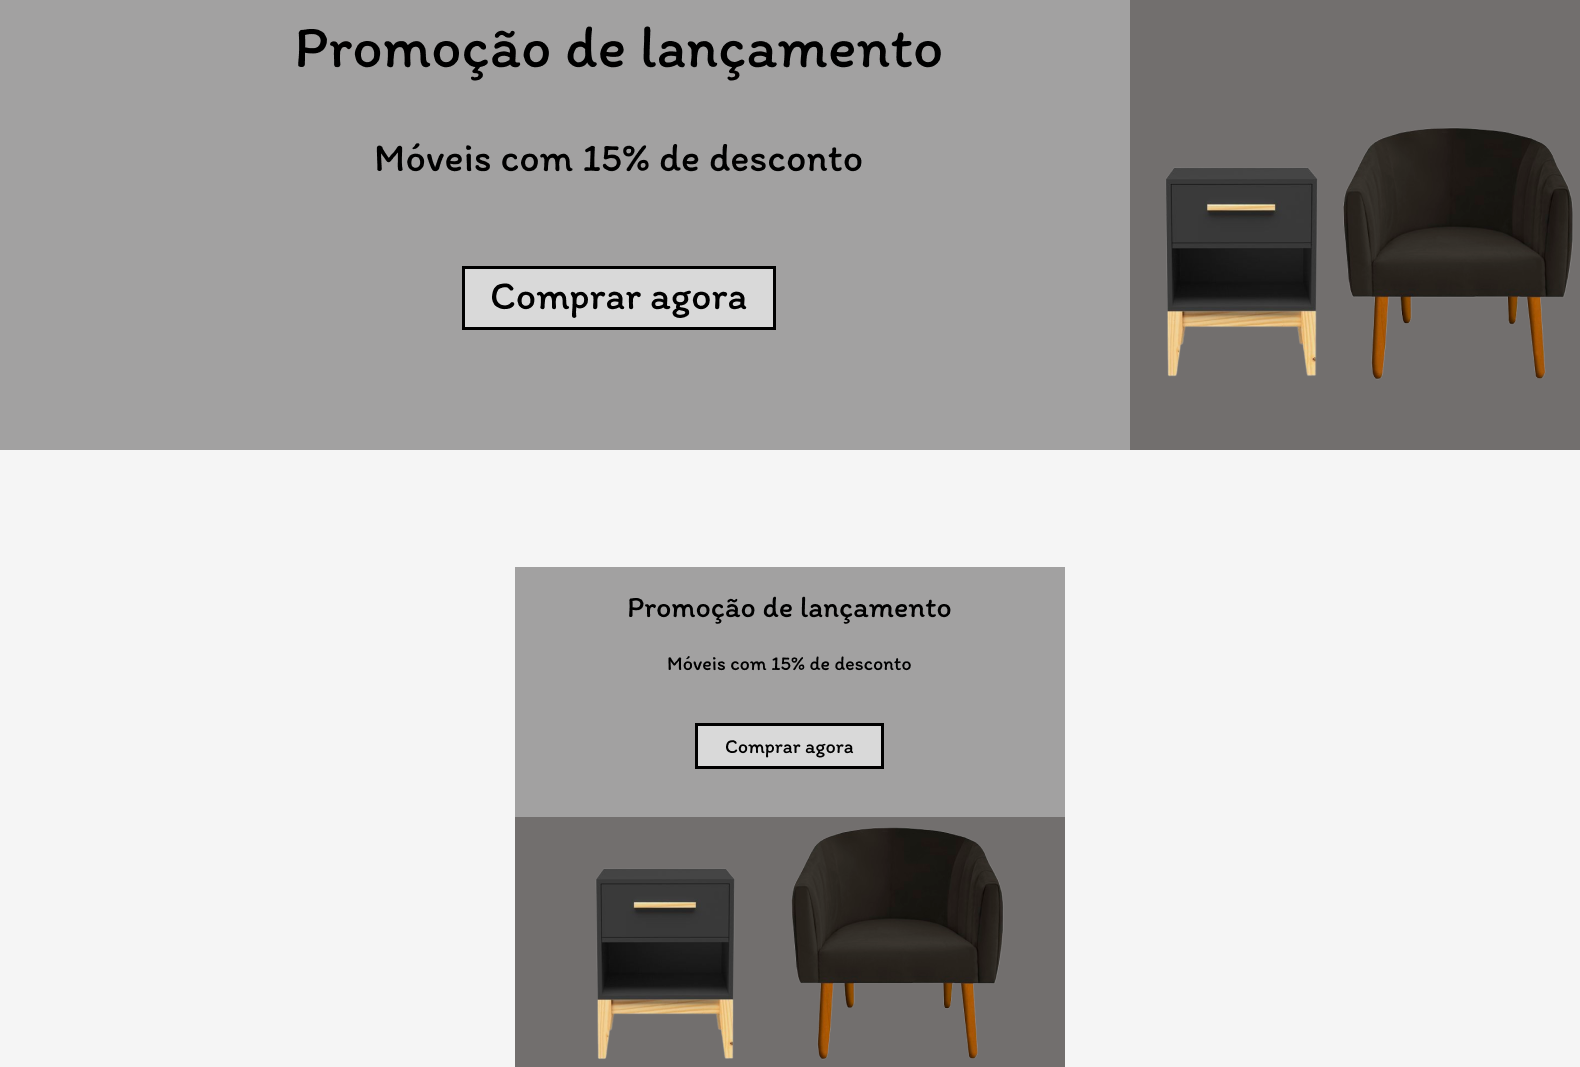 Promoção de lançamento
Móveis com 15% de desconto
Comprar agora
Promoção de lançamento
Móveis com 15% de desconto
Comprar agora